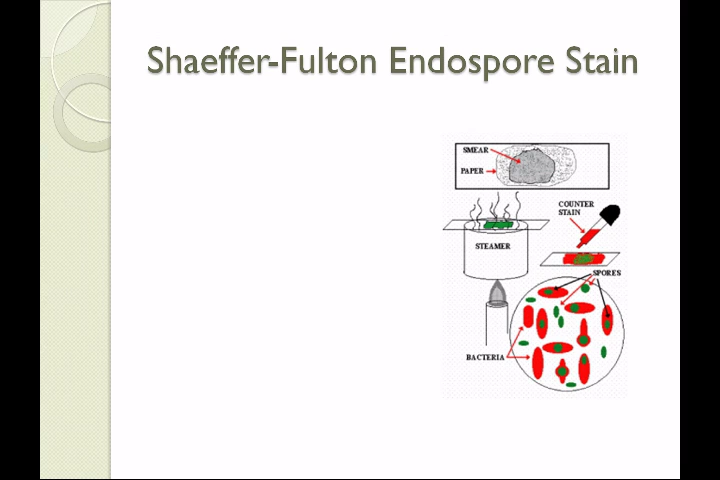 Shaeffer-Fulton Endospore Stain
SMEAR
PAPER
COUNTER
STAIN
STEAMER
SPORES
BACTERIA